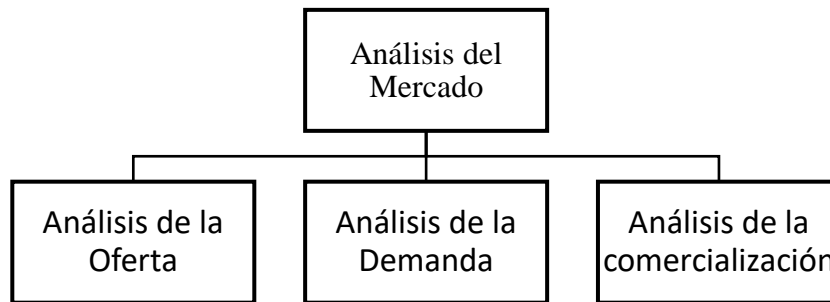 Análisis del
Mercado
Análisis de la
Oferta
Análisis de la
Demanda
Análisis de la
comercialización